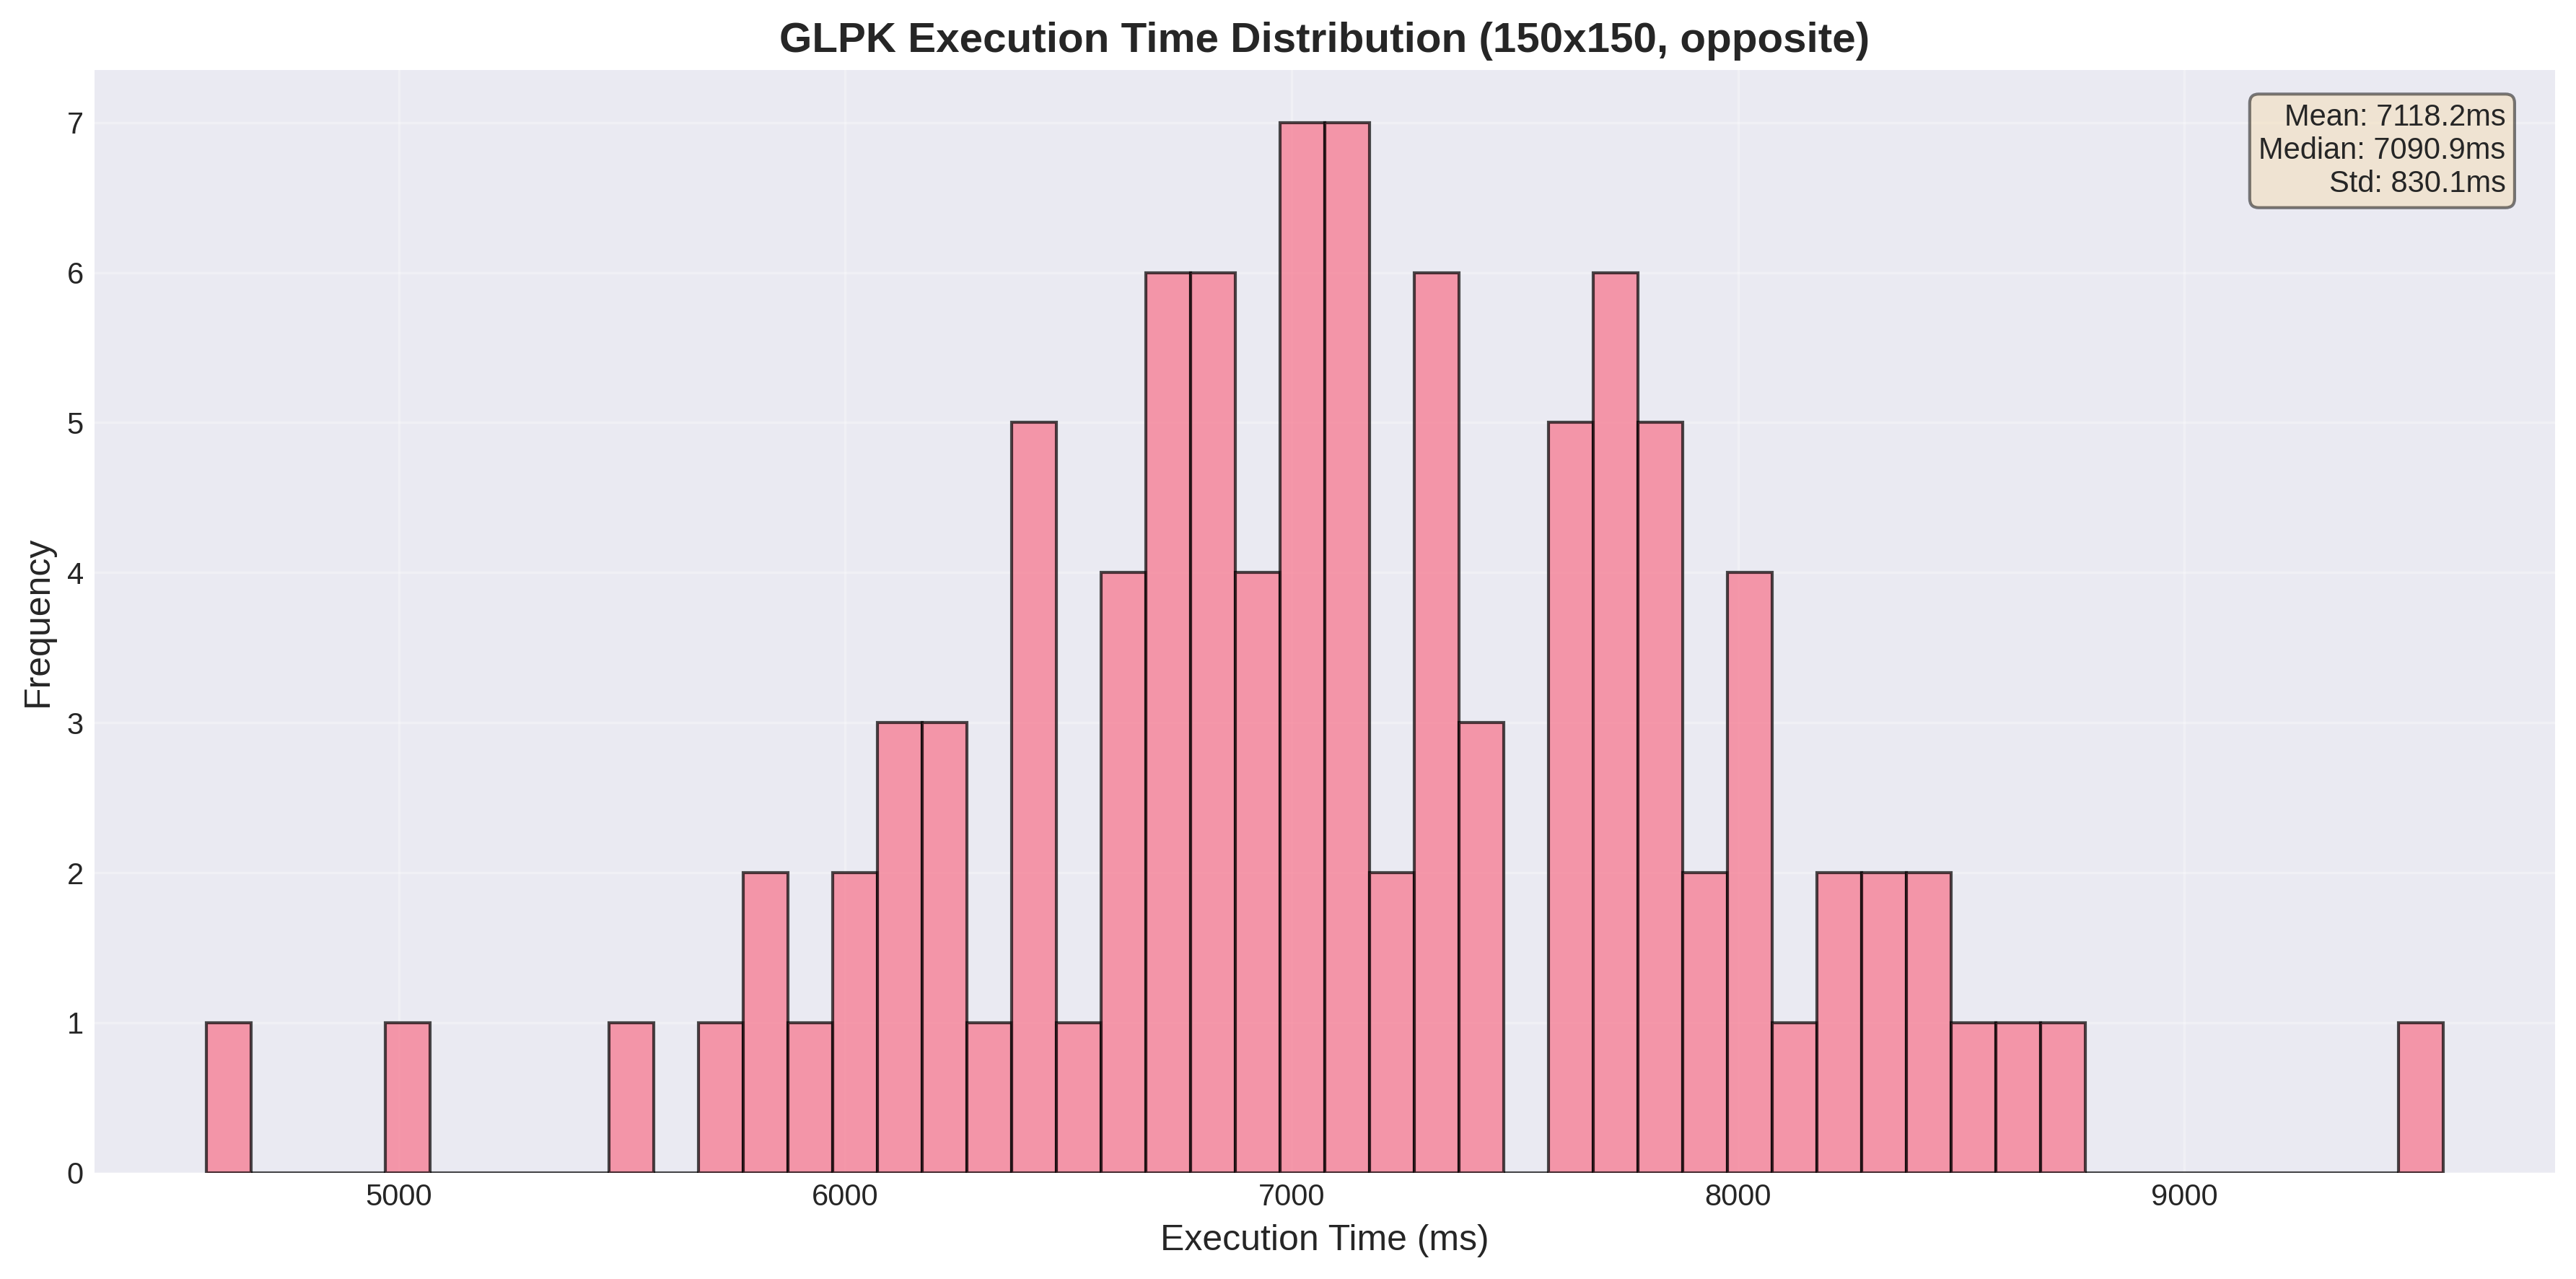 GLPK Execution Time Distribution (150x150, opposite)
Mean: 7118.2ms
Median: 7090.9ms
Std: 830.1ms
Frequency
7
6
5
4
3
2
1
0
5000 6000 7000 8000 9000
Execution Time (ms)